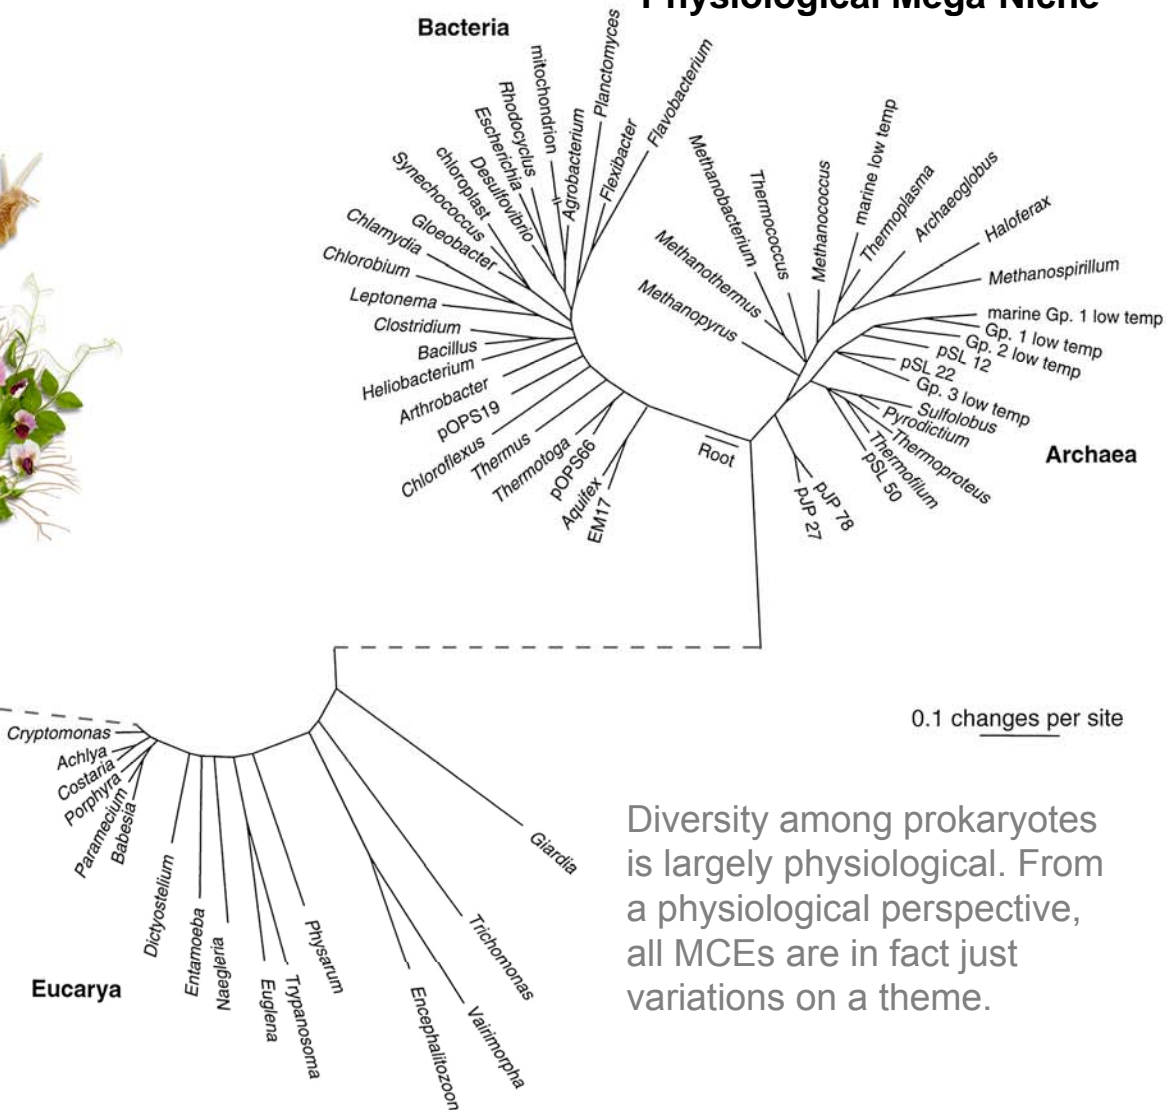 Physiological Mega-Niche
Bacteria
mitochondrion
Planctomyces
Flavobacterium
Rhodocyclus
Escherichia
Agrobacterium
Flexibacter
Desulfovibrio
chloroplast
Synechococcus
Gloeobacter
Chlamydia
Chlorobium
Leptonema
Clostridium
Bacillus
Heliobacterium
Arthrobacter
pOPS19
Chloroflexus
Thermus
Thermotoga
pOPS66
Aquifex
EM17
Root
Methanobacterium
Thermococcus
Methanothermus
Methanopyrus
Methanococcus
marine low temp
Thermoplasma
Archaeoglobus
Haloferax
Methanospirillum
marine Gp. 1 low temp
Gp. 1 low temp
Gp. 2 low temp
pSL 12
pSL 22
Gp. 3 low temp
Sulfolobus
Pyrodictium
Thermoproteus
Thermofilum
pSL 50
pJP 78
pJP 27
Archaea
0.1 changes per site
Cryptomonas
Achlya
Costaria
Porphyra
Paramecium
Babesia
Dictyostelium
Entamoeba
Naegleria
Euglena
Trypanosoma
Physarum
Encephalitozoon
Vairimorpha
Trichomonas
Giardia
Eucarya
Diversity among prokaryotes
is largely physiological. From
a physiological perspective,
all MCEs are in fact just
variations on a theme.